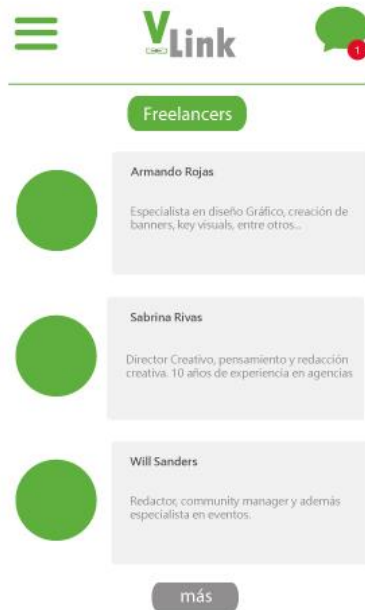 VLink
1
Freelancers
Armando Rojas
Especialista en diseño Gráfico, creación de
banners, key visuals, entre otros...
Sabrina Rivas
Director Creativo, pensamiento y redacción
creativa. 10 años de experiencia en agencias
Will Sanders
Redactor, community manager y además
especialista en eventos.
más